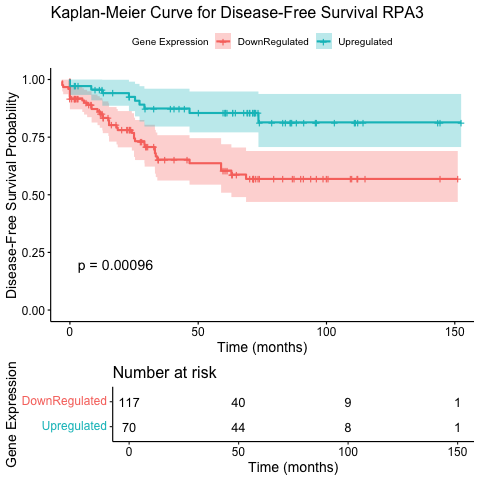 Kaplan-Meier Curve for Disease-Free Survival RPA3
Gene Expression DownRegulated Upregulated
Disease-Free Survival Probability
1.00
0.75
0.50
0.25
0.00
p = 0.00096
0 50 100 150
Time (months)
Number at risk
Gene Expression
DownRegulated 117 40 9 1
Upregulated 70 44 8 1
0 50 100 150
Time (months)